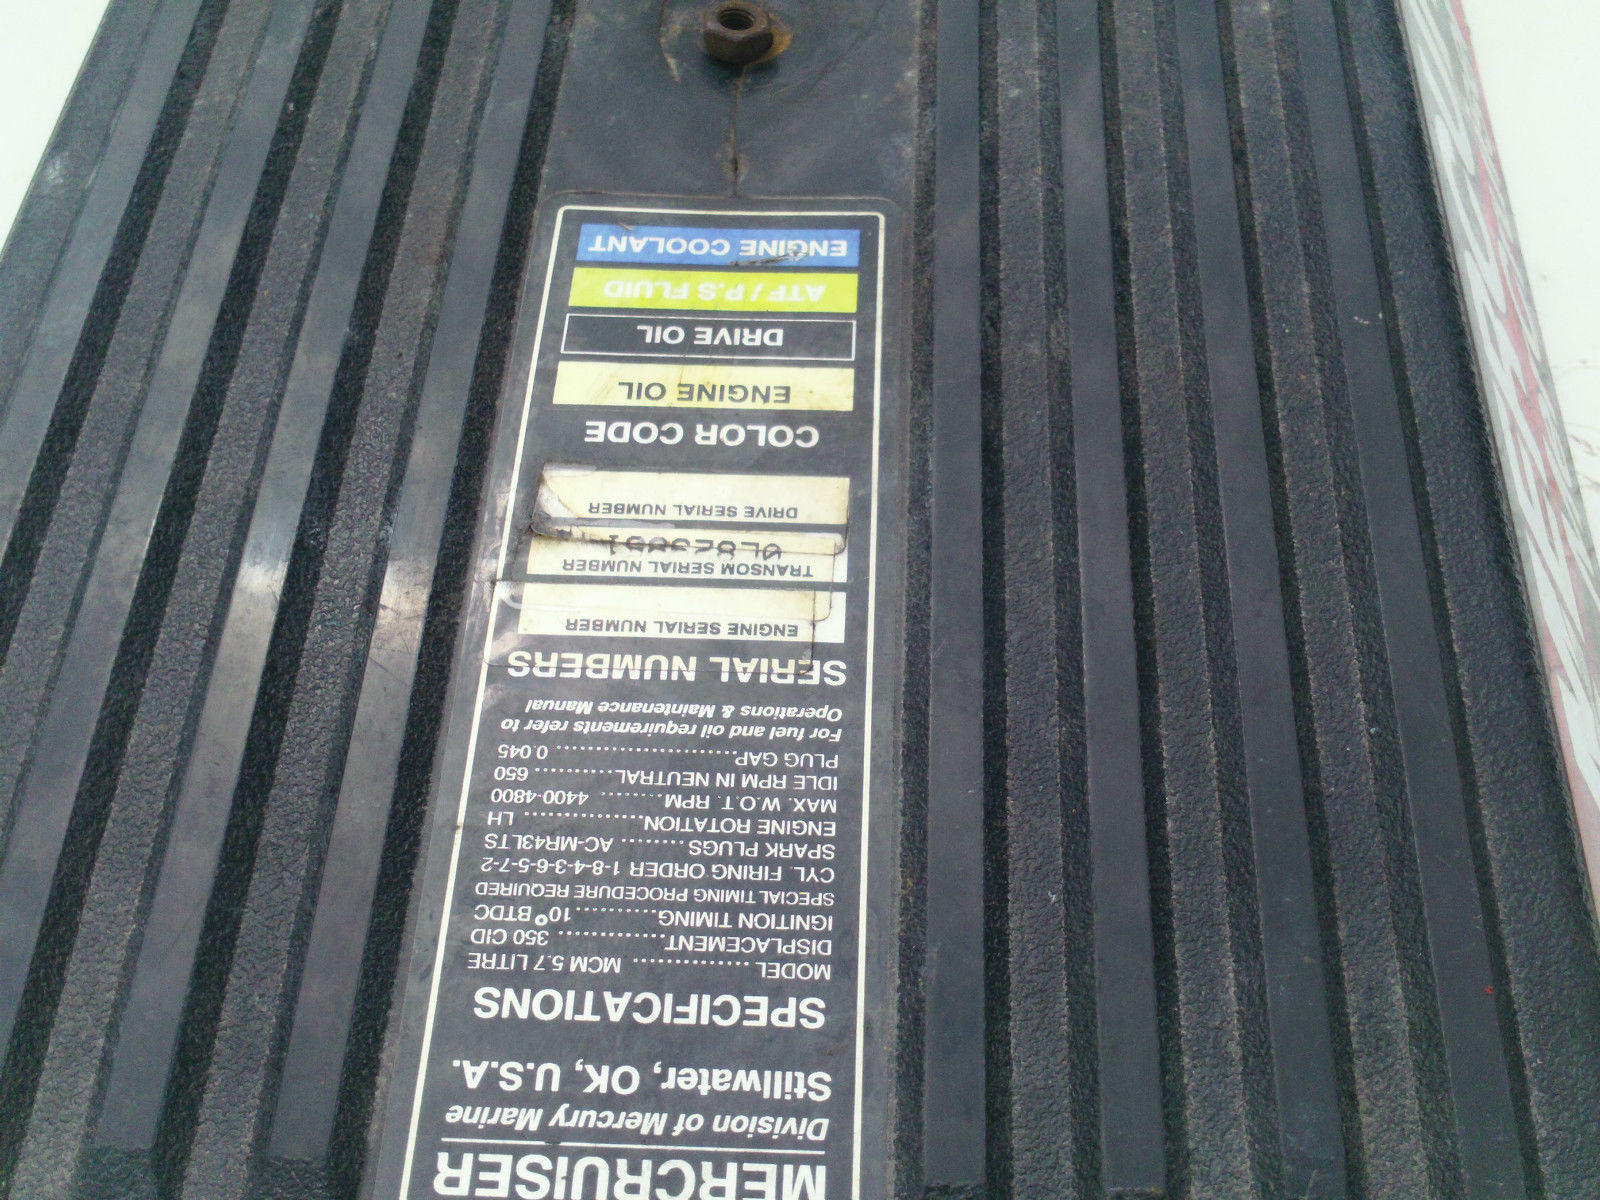 MERCRUISER
Division of Mercury Marine
Stillwater, OK, U.S.A.
SPECIFICATIONS
MODEL ................ MCM 5.7 LITRE
DISPLACEMENT ............... 350 CID
IGNITION TIMING ............ 10° BTDC
SPECIAL TIMING PROCEDURE REQUIRED
CYL. FIRING ORDER 1-8-4-3-6-5-7-2
SPARK PLUGS ........ AC-MR43LTS
ENGINE ROTATION ................ LH
MAX. W.O.T. RPM ........ 4400-4800
IDLE RPM IN NEUTRAL ............ 650
PLUG GAP .......................... 0.045
For fuel and oil requirements refer to
Operations & Maintenance Manual
SERIAL NUMBERS
ENGINE SERIAL NUMBER
TRANSOM SERIAL NUMBER
DRIVE SERIAL NUMBER
COLOR CODE
ENGINE OIL
DRIVE OIL
ATF / P.S FLUID
ENGINE COOLANT